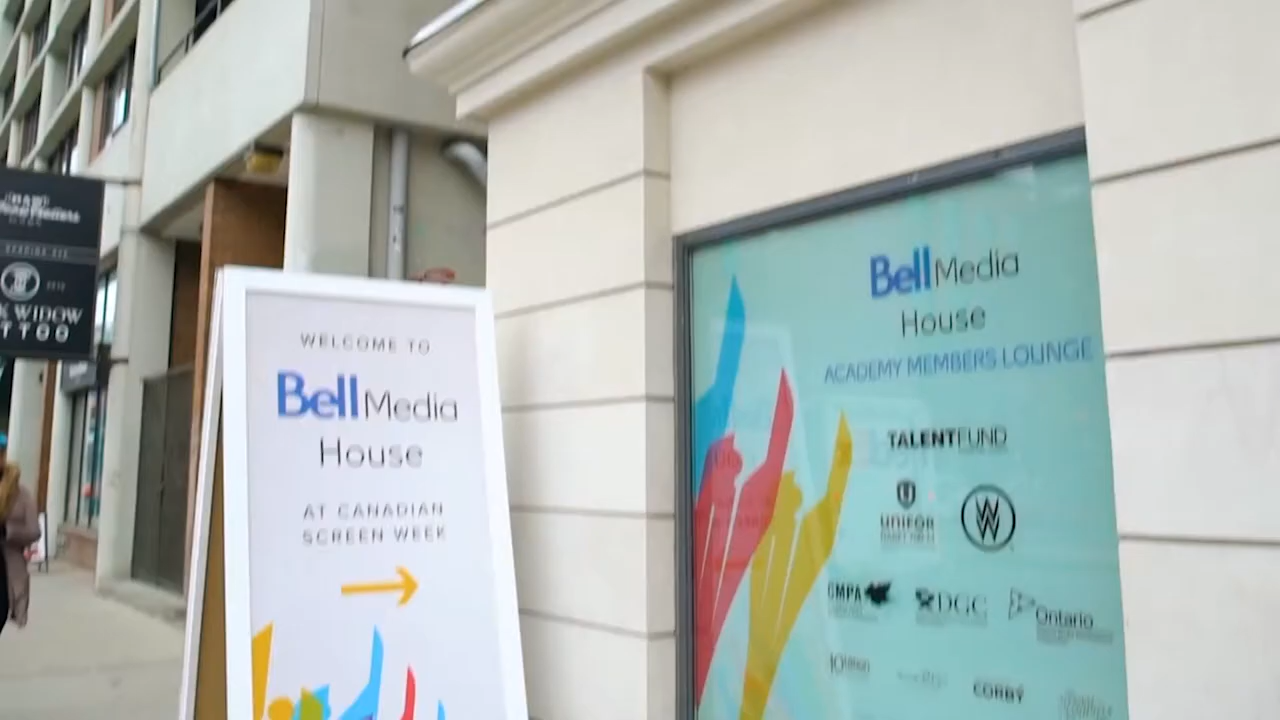 K WIDOW
TTOO
WELCOME TO
Bell Media
House
AT CANADIAN
SCREEN WEEK
Bell Media
House
ACADEMY MEMBERS LOUNGE
TALENTFUND
UNIFOR
W
CMPA
DGC
Ontario
CORBY